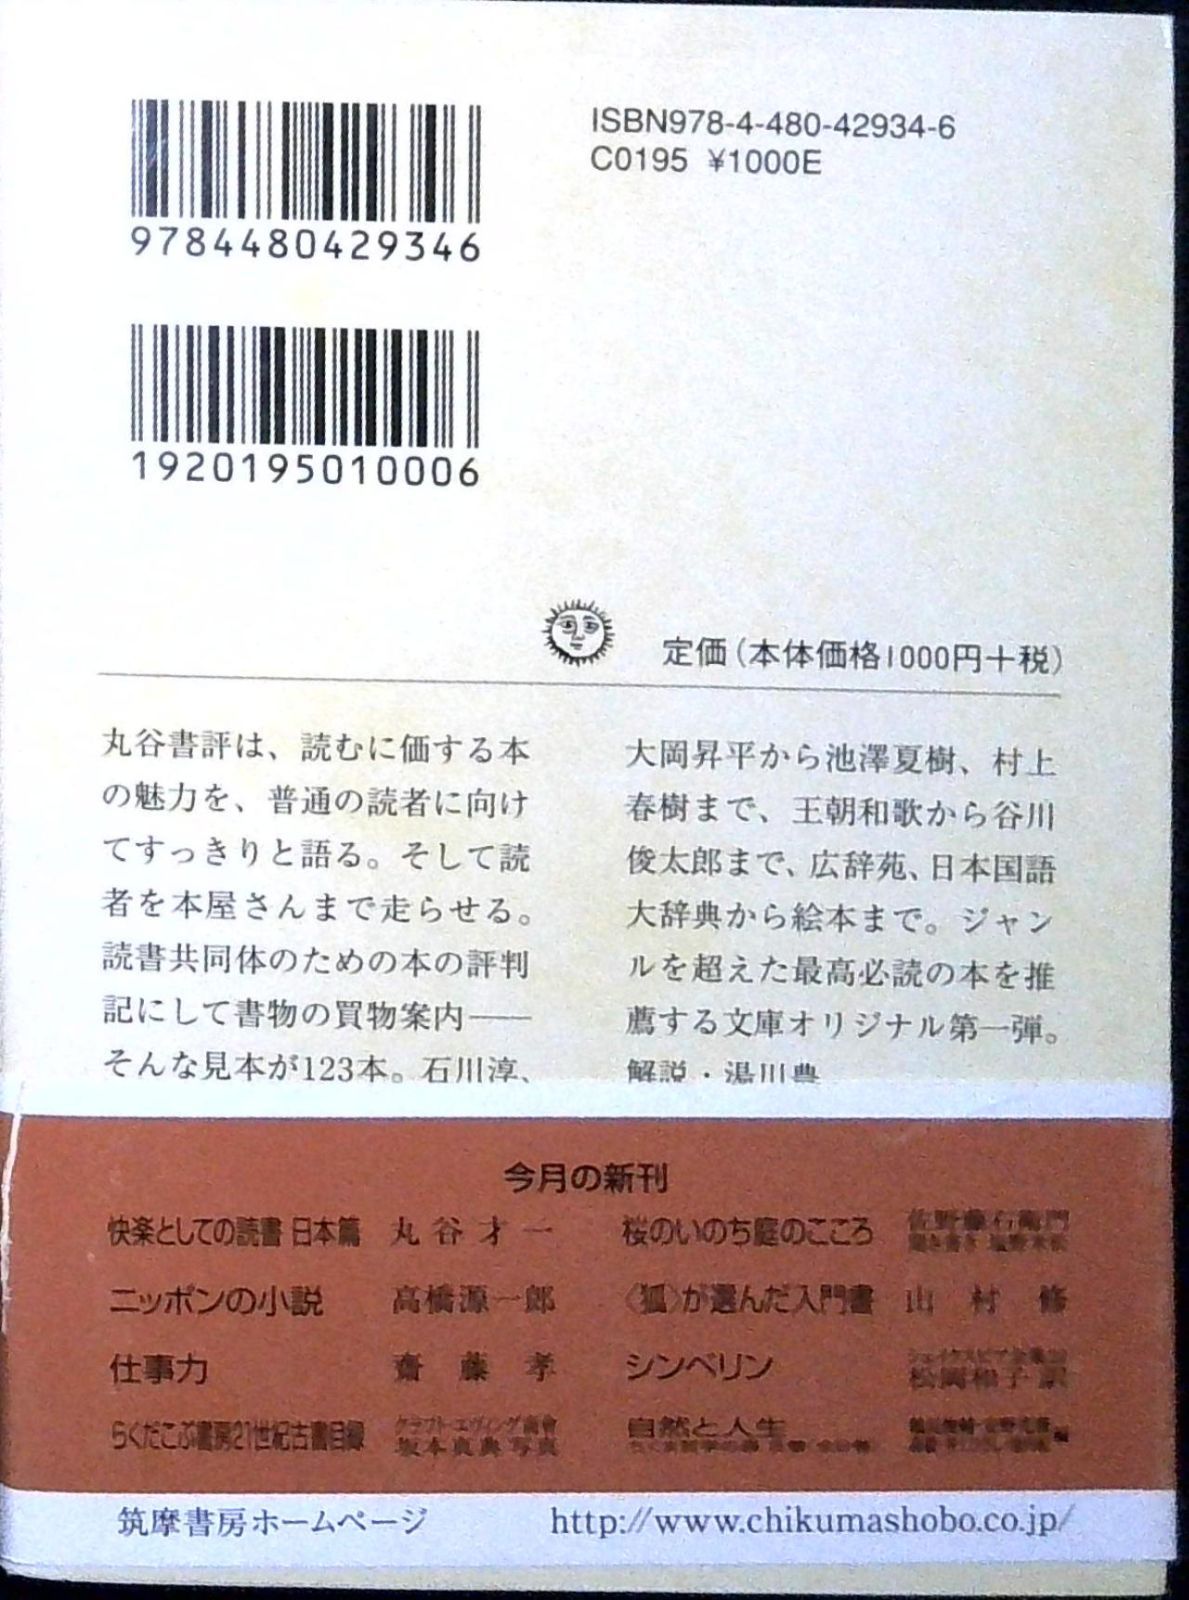 ISBN978-4-480-42934-6
C0195 ¥1000E
9784480429346
1920195010006
定価(本体価格1000円+税)
丸谷書評は、読むに価する本
の魅力を、普通の読者に向け
てすっきりと語る。そして読
者を本屋さんまで走らせる。
読書共同体のための本の評判
記にして書物の買物案内――
そんな見本が123本。石川淳、
大岡昇平から池澤夏樹、村上
春樹まで、王朝和歌から谷川
俊太郎まで、広辞苑、日本国語
大辞典から絵本まで。ジャン
ルを超えた最高必読の本を推
薦する文庫オリジナル第一弾。
解説・湯川豊
今月の新刊
快楽としての読書 日本篇 丸谷才一
ニッポンの小説 高橋源一郎
仕事力 齋藤孝
らくだこぶ書房21世紀古書目録 クラフト・エヴィング商會
坂本真典 写真
桜のいのち庭のこころ 佐野藤右衛門
〈狐〉が選んだ入門書 山村修
シンベリン
松岡和子 訳
自然と人生
編
筑摩書房ホームページ http://www.chikumashobo.co.jp/